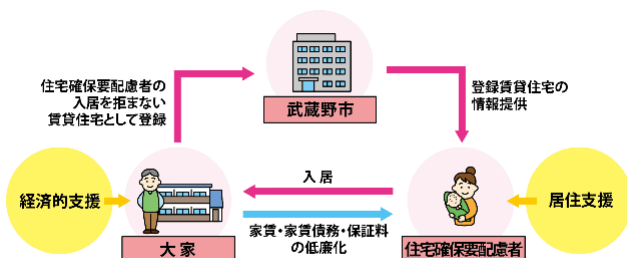 住宅確保要配慮者の
入居を拒まない
賃貸住宅として登録
武蔵野市
登録賃貸住宅の
情報提供
経済的支援
入居
居住支援
大家
家賃・家賃債務・保証料
の低廉化
住宅確保要配慮者